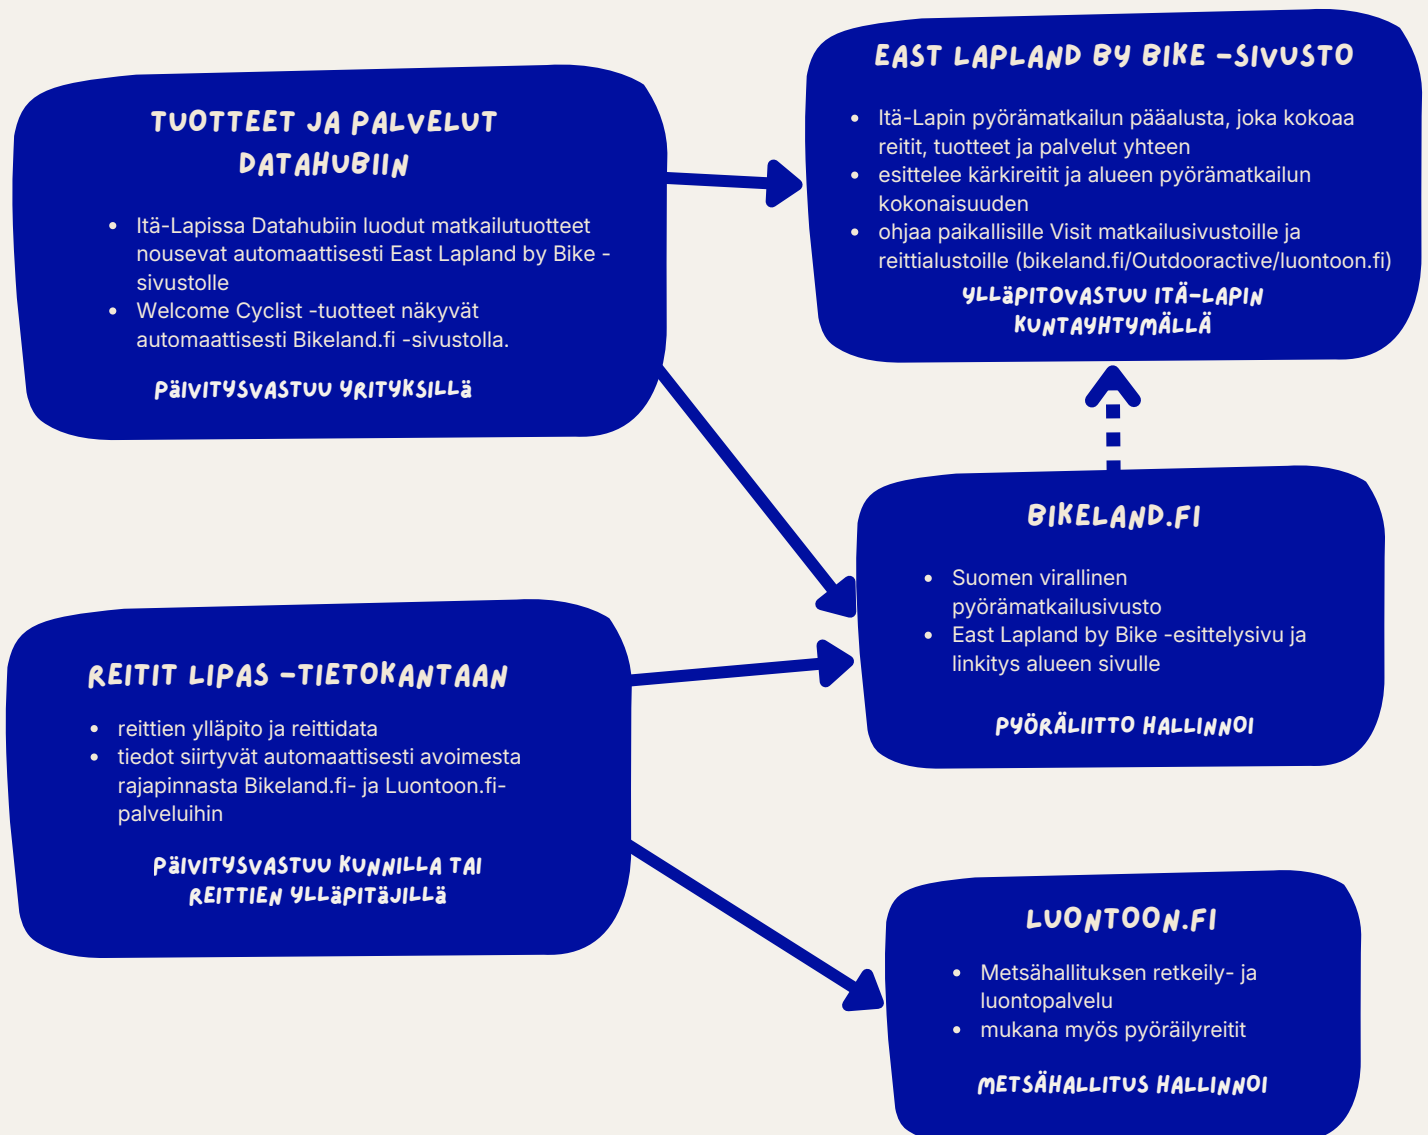 TUOTTEET JA PALVELUT
DATAHUBIIN
• Itä-Lapissa Datahubiin luodut matkailutuotteet
nousevat automaattisesti East Lapland by Bike -
sivustolle
• Welcome Cyclist -tuotteet näkyvät
automaattisesti Bikeland.fi -sivustolla.
PÄIVITYSVASTUU YRITYKSILLÄ
EAST LAPLAND BY BIKE -SIVUSTO
• Itä-Lapin pyörämatkailun pääalusta, joka kokoaa
reitit, tuotteet ja palvelut yhteen
• esittelee kärkireitit ja alueen pyörämatkailun
kokonaisuuden
• ohjaa paikallisille Visit matkailusivustoille ja
reittialustoille (bikeland.fi/Outdooractive/luontoon.fi)
YLLÄPITOVASTUU ITÄ-LAPIN
KUNTAYHTYMÄLLÄ
BIKELAND.FI
• Suomen virallinen
pyörämatkailusivusto
• East Lapland by Bike -esittelysivu ja
linkitys alueen sivulle
PYÖRÄLIITTO HALLINNOI
REITIT LIPAS -TIETOKANTAAN
• reittien ylläpito ja reittidata
• tiedot siirtyvät automaattisesti avoimesta
rajapinnasta Bikeland.fi- ja Luontoon.fi-
palveluihin
PÄIVITYSVASTUU KUNNILLA TAI
REITTIEN YLLÄPITÄJILLÄ
LUONTOON.FI
• Metsähallituksen retkeily- ja
luontopalvelu
• mukana myös pyöräilyreitit
METSÄHALLITUS HALLINNOI